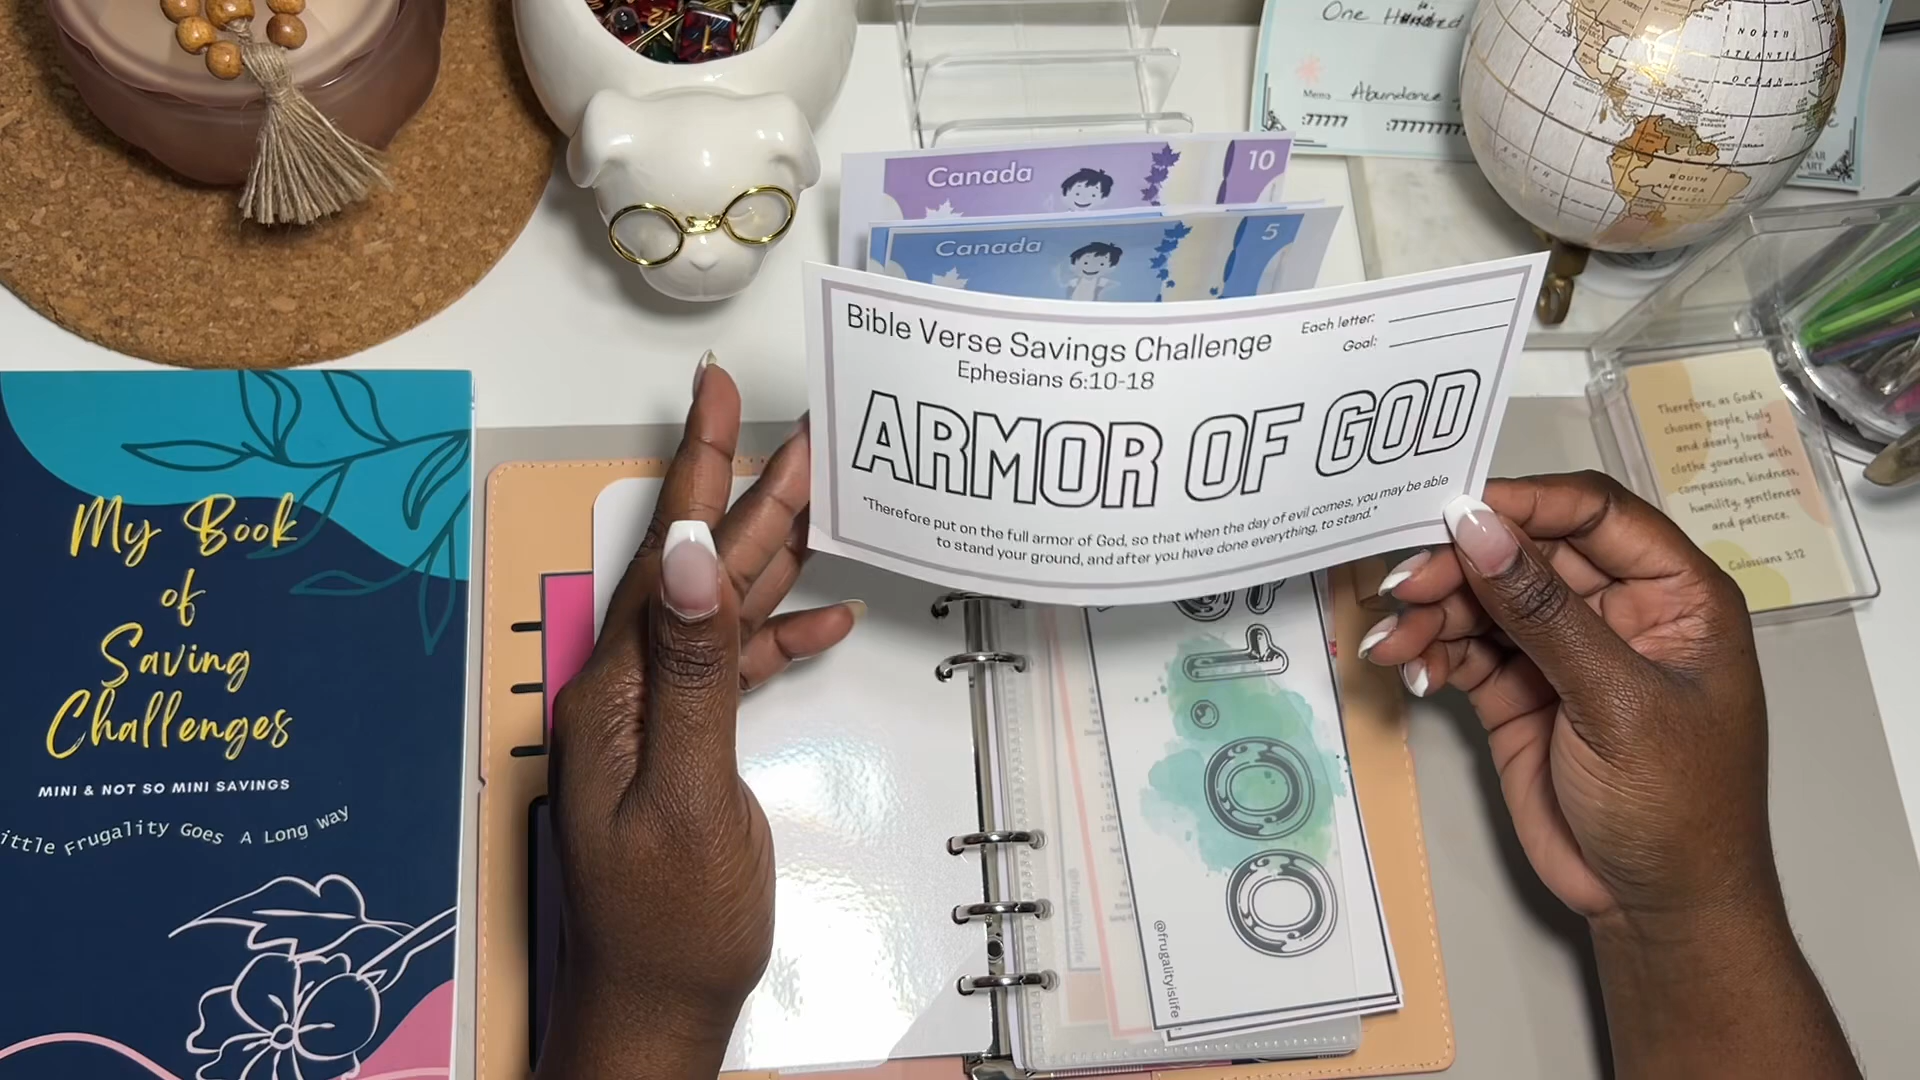 One Hundred
Memo Abundance
:77777 :777777777
NORTH
ATLANTIC
OCEAN
SOUTH
AMERICA
Canada 10
Canada 5
Bible Verse Savings Challenge
Ephesians 6:10-18
Each letter:
Goal:
ARMOR OF GOD
"Therefore put on the full armor of God, so that when the day of evil comes, you may be able
to stand your ground, and after you have done everything, to stand."
Therefore, as God's
chosen people, holy
and dearly loved,
clothe yourselves with
compassion, kindness,
humility, gentleness
and patience.
Colossians 3:12
My Book
of
Saving
Challenges
MINI & NOT SO MINI SAVINGS
ittle Frugality Goes A Long Way
@frugalityislife